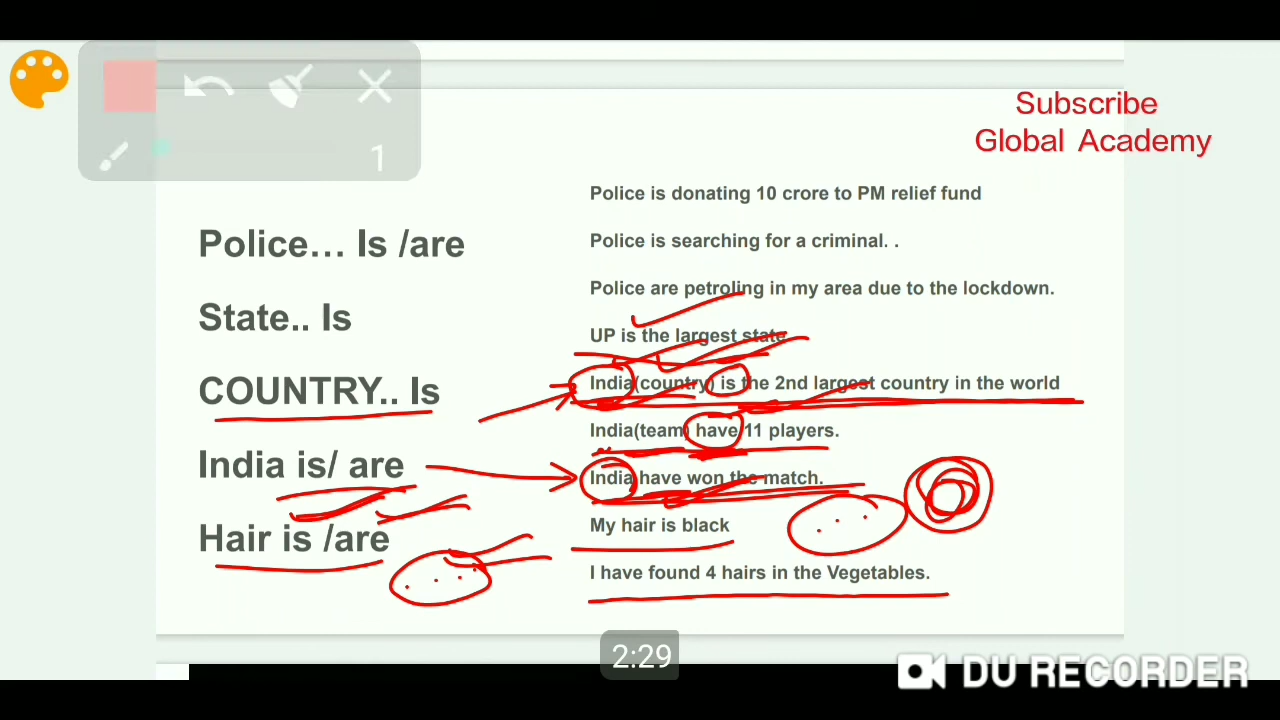 Subscribe
Global Academy
1
Police… Is /are
State.. Is
COUNTRY.. Is
India is/ are
Hair is /are
Police is donating 10 crore to PM relief fund
Police is searching for a criminal. .
Police are petroling in my area due to the lockdown.
UP is the largest state
India(country) is the 2nd largest country in the world
India(team) have 11 players.
India have won the match.
My hair is black
I have found 4 hairs in the Vegetables.
2:29
DU RECORDER